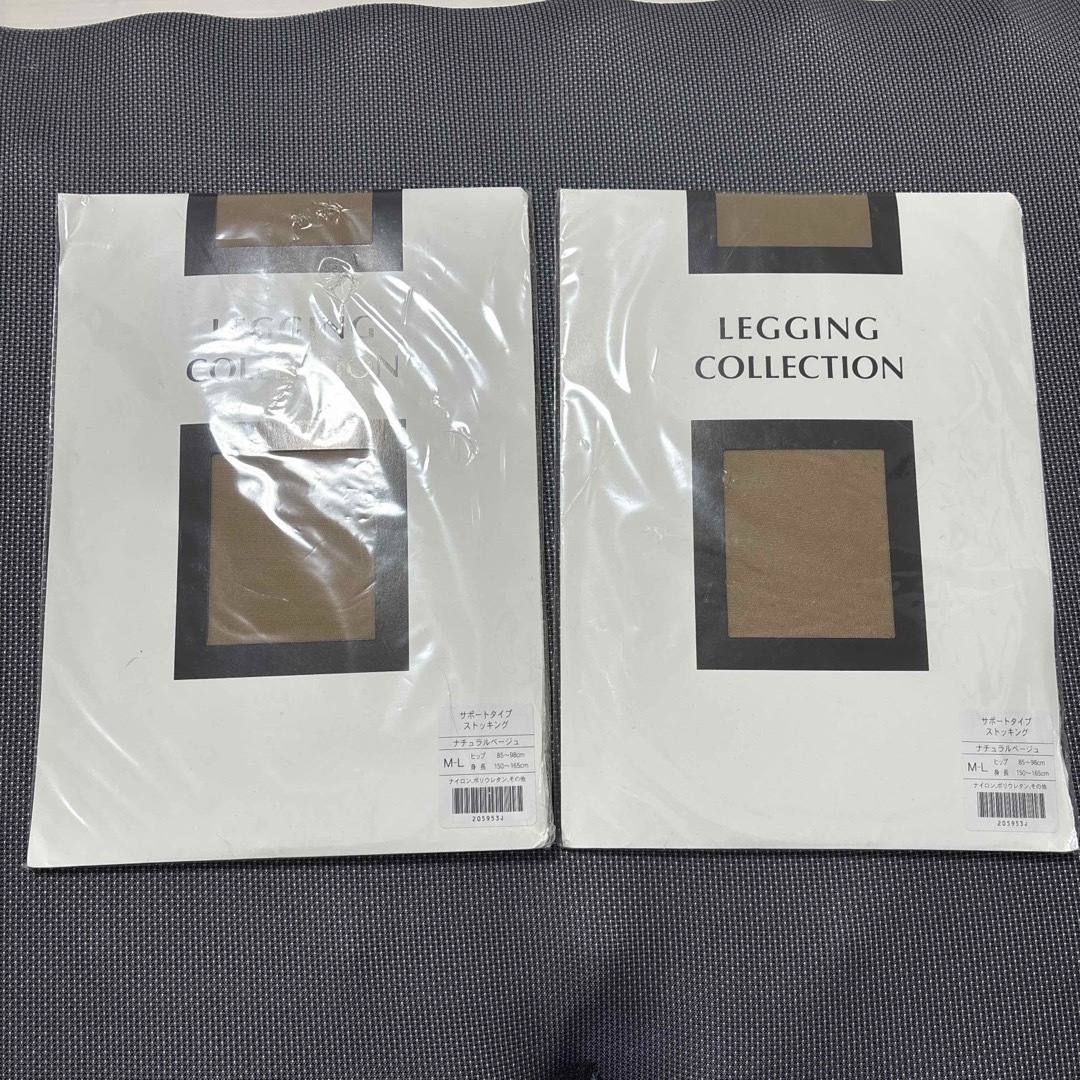 LEGGING
COLLECTION
サポートタイプ
ストッキング
ナチュラルベージュ
M-L ヒップ 85〜98cm
身長 150〜165cm
ナイロン,ポリウレタン,その他
205953J
LEGGING
COLLECTION
サポートタイプ
ストッキング
ナチュラルベージュ
M-L ヒップ 85〜98cm
身長 150〜165cm
ナイロン,ポリウレタン,その他
205953J